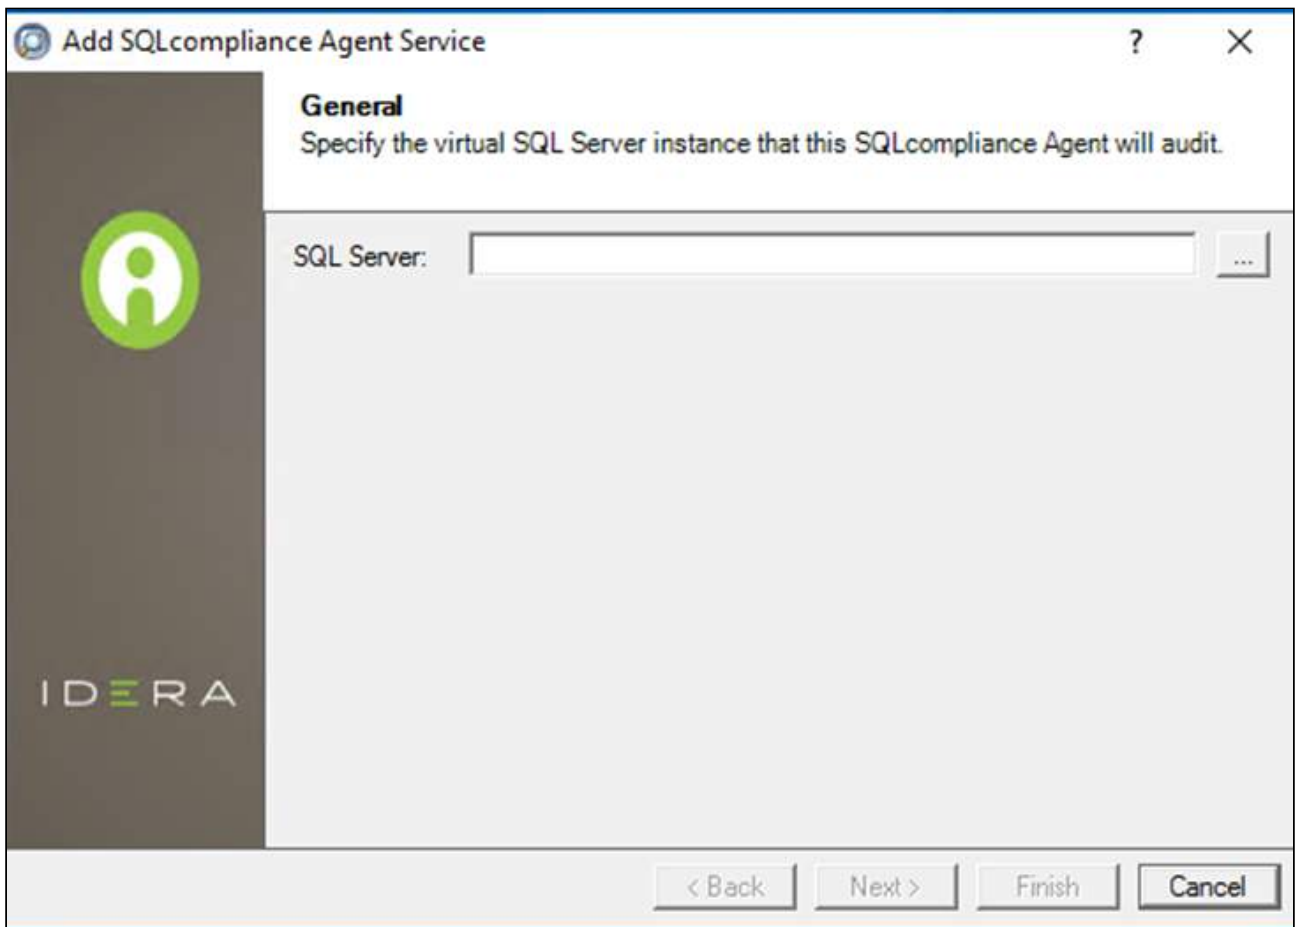 Add SQLcompliance Agent Service
?
General
Specify the virtual SQL Server instance that this SQLcompliance Agent will audit.
SQL Server:
...
IDERA
< Back
Next >
Finish
Cancel